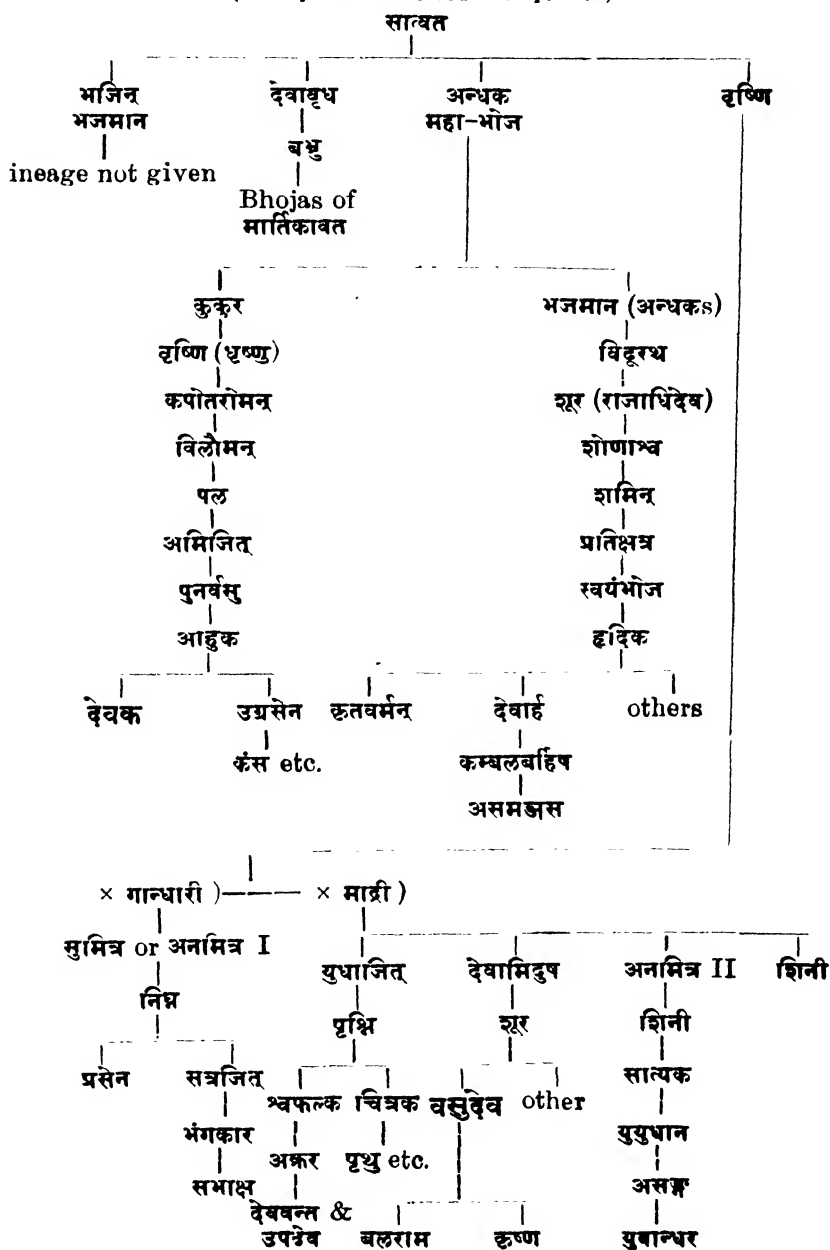 सात्वत
भजिन् देवावृध अन्धक वृष्णि
भजमान महा-भोज
बभ्रु
ineage not given
Bhojas of
मार्तिकावत
कुकुर भजमान (अन्धकs)
वृष्णि (धृष्णु) विदूरथ
कपोतरोमन् शूर (राजाधिदेव)
विलौमन् शोणाश्व
पल शमिन्
अमिजित् प्रतिक्षत्र
पुनर्वसु स्वयंभोज
आहुक हृदिक
देवक उग्रसेन कृतवर्मन् देवार्ह others
कंस etc. कम्बलबर्हिष
असमञ्जस
× गान्धारी ) × माद्री )
सुमित्र or अनमित्र I
युधाजित् देवामिदुष अनमित्र II शिनी
निघ्न
पृश्नि शूर शिनी
प्रसेन सत्रजित् सात्यक
श्वफल्क चित्रक वसुदेव other
भंगकार युयुधान
अक्रर पृथु etc.
सभाक्ष असङ्ग
देववन्त &
उपदेव बलराम कृष्ण युवान्धर